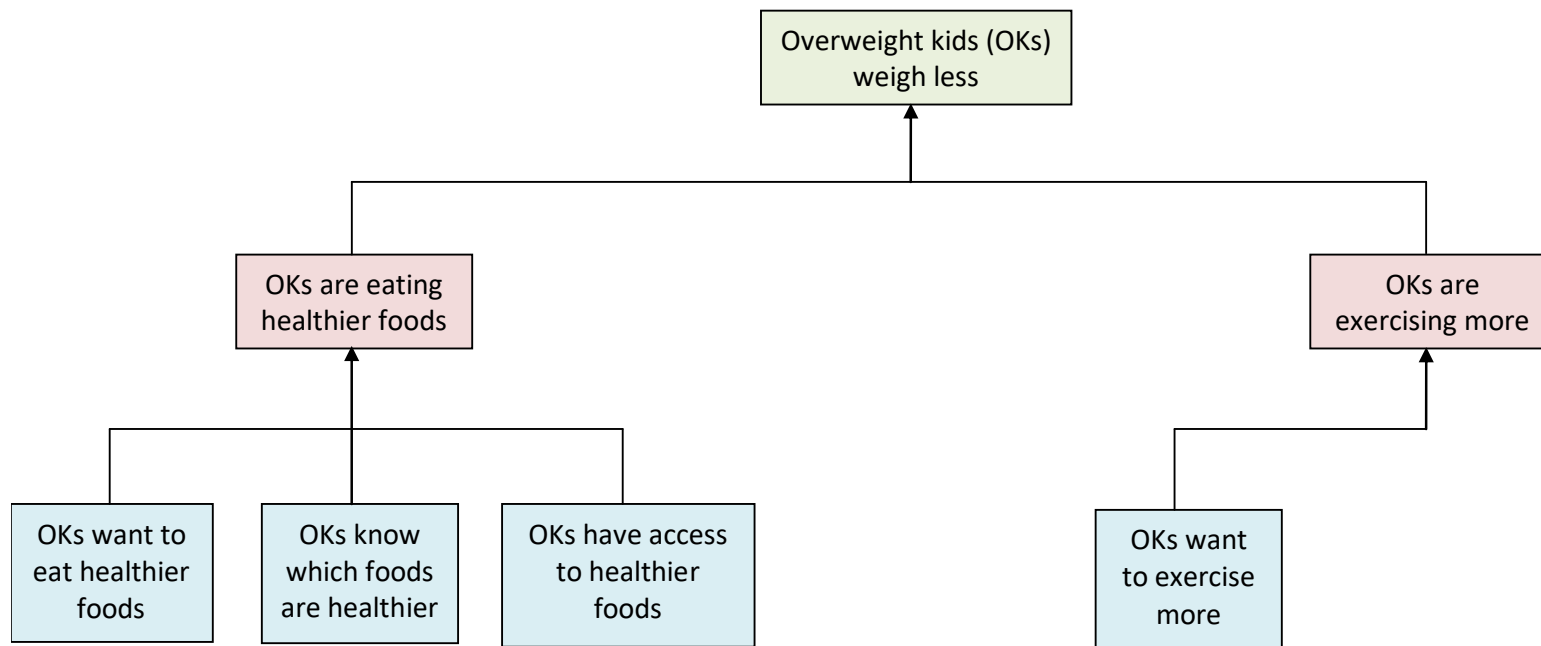 Overweight kids (OKs)
weigh less
OKs are eating
healthier foods
OKs are
exercising more
OKs want to
eat healthier
foods
OKs know
which foods
are healthier
OKs have access
to healthier
foods
OKs want
to exercise
more